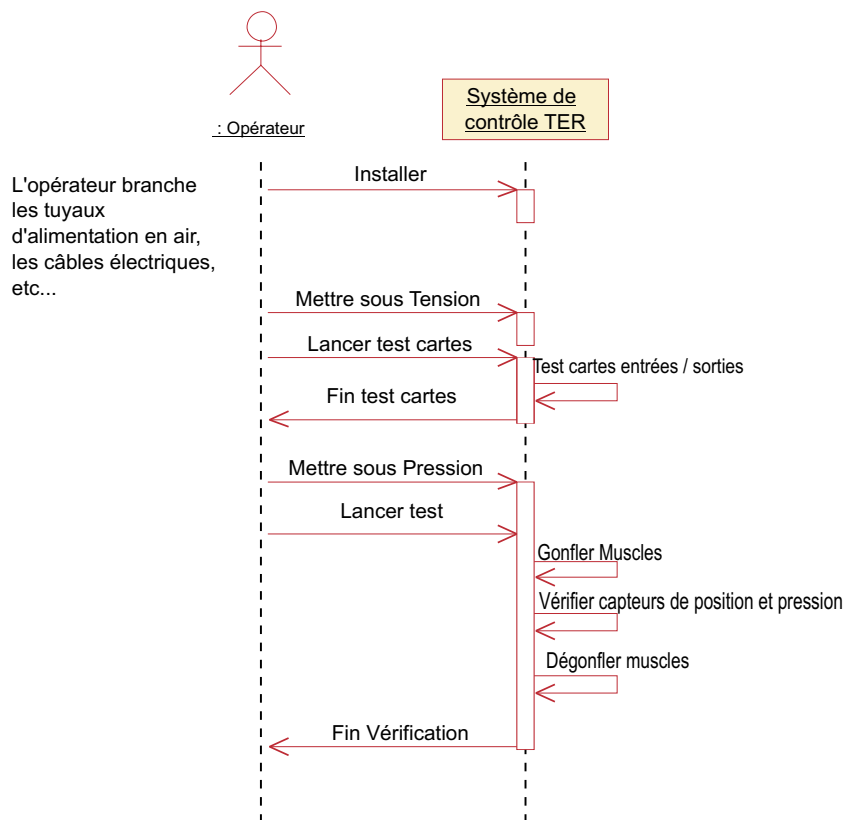 : Opérateur
Système de
contrôle TER
L'opérateur branche
les tuyaux
d'alimentation en air,
les câbles électriques,
etc...
Installer
Mettre sous Tension
Lancer test cartes
Test cartes entrées / sorties
Fin test cartes
Mettre sous Pression
Lancer test
Gonfler Muscles
Vérifier capteurs de position et pression
Dégonfler muscles
Fin Vérification